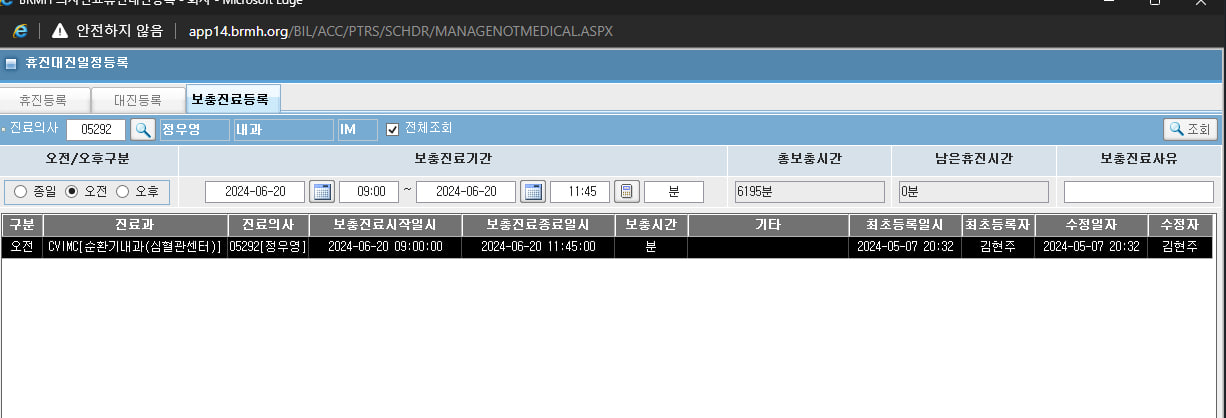 BRMH 의사진료휴진대진등록 - 회사 - Microsoft Edge
안전하지 않음 app14.brmh.org/BIL/ACC/PTRS/SCHDR/MANAGENOTMEDICAL.ASPX
휴진대진일정등록
휴진등록 대진등록 보충진료등록
진료의사 05292 정우영 내과 IM 전체조회 조회
오전/오후구분 보충진료기간 총보충시간 남은휴진시간 보충진료사유
종일 오전 오후 2024-06-20 09:00 ~ 2024-06-20 11:45 분 6195분 0분
구분 진료과 진료의사 보충진료시작일시 보충진료종료일시 보충시간 기타 최초등록일시 최초등록자 수정일자 수정자
오전 CVIMC[순환기내과(심혈관센터)] 05292[정우영] 2024-06-20 09:00:00 2024-06-20 11:45:00 분 2024-05-07 20:32 김현주 2024-05-07 20:32 김현주